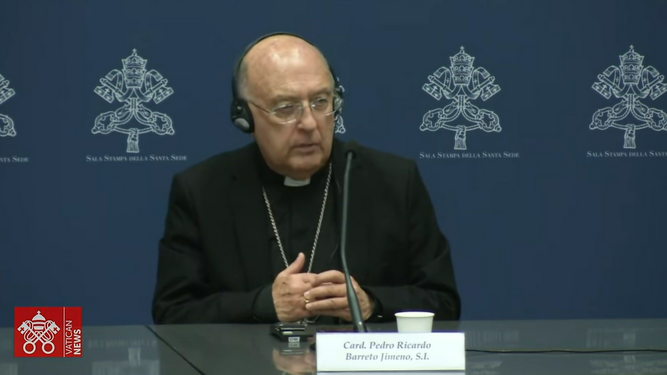 SALA STAMPA DELLA SANTA SEDE
SALA STAMPA DELLA SANTA SEDE
SALA STAMPA DELLA SANTA
VATICAN
NEWS
Card. Pedro Ricardo
Barreto Jimeno, S.I.